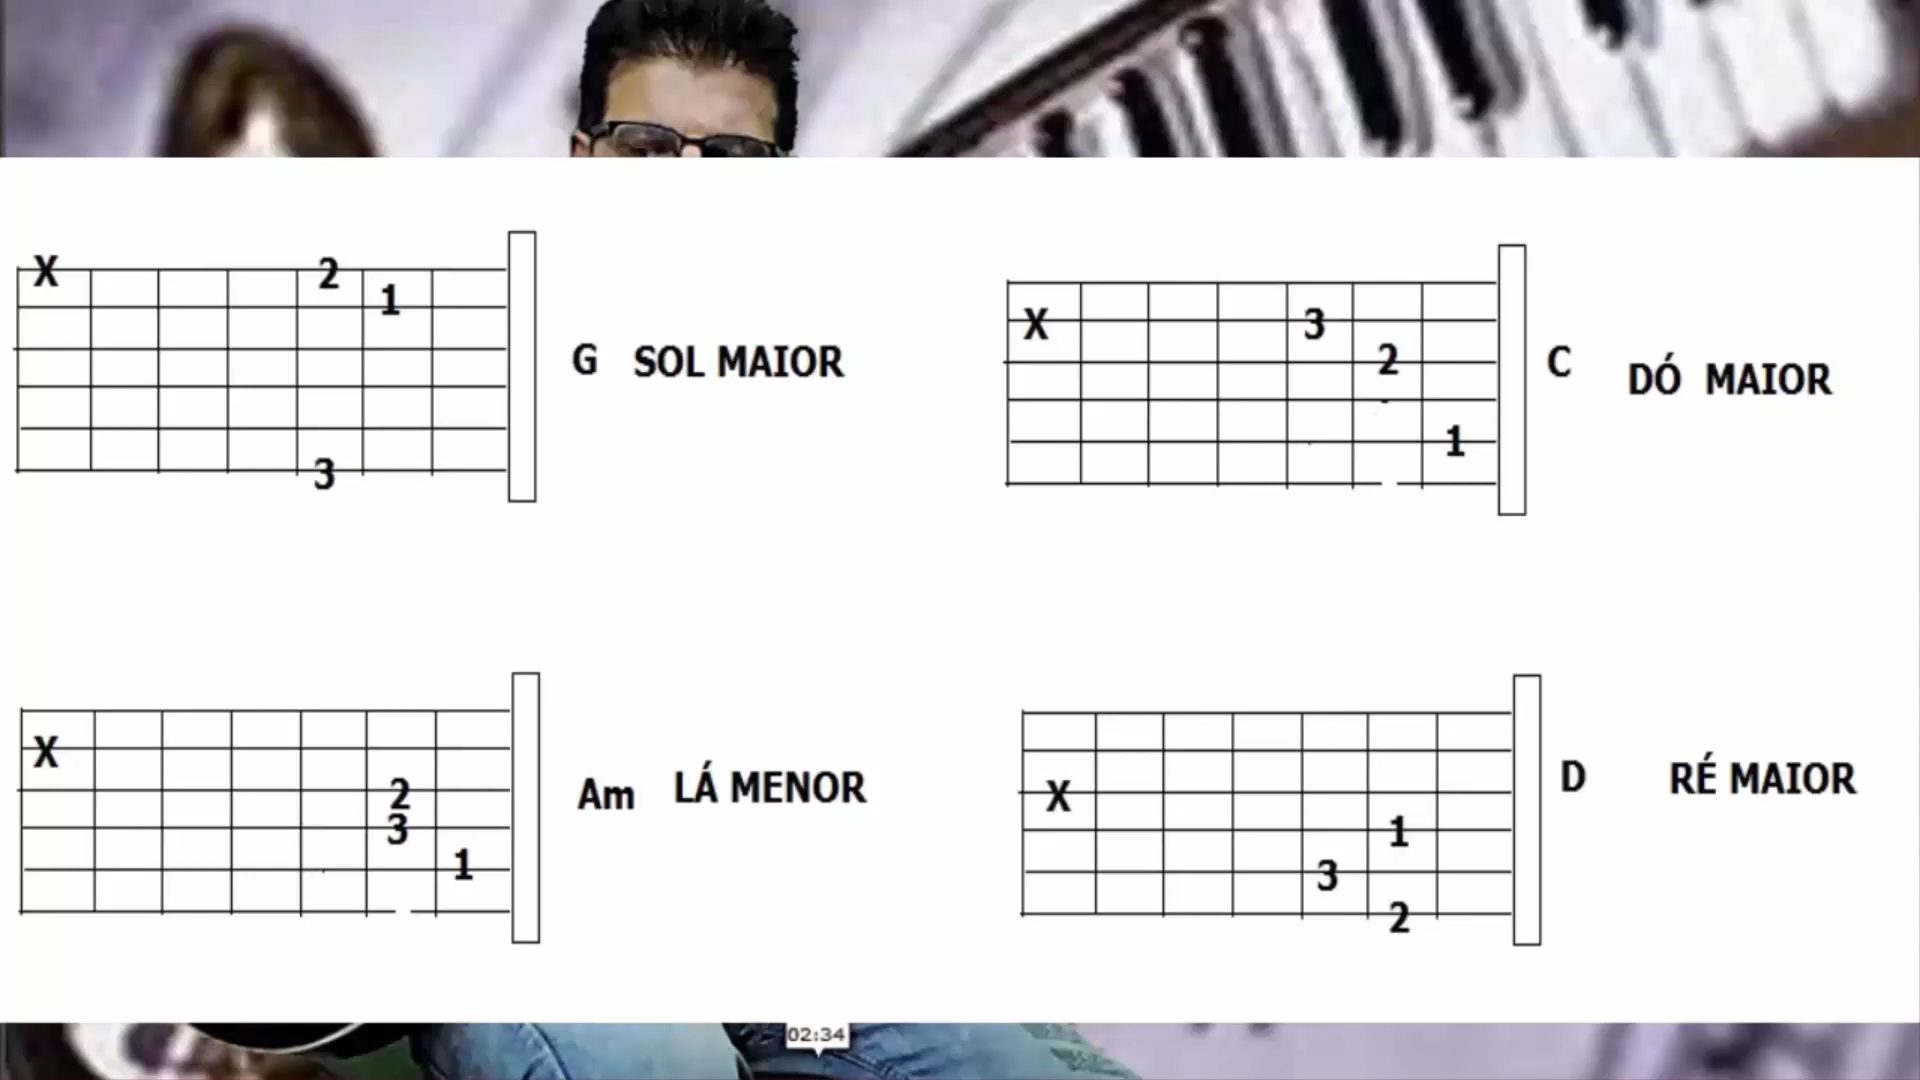 X 2
1
3
G SOL MAIOR
X 3
2
1
C DÓ MAIOR
X
2
3
1
Am LÁ MENOR
X
1
3
2
D RÉ MAIOR
02:34